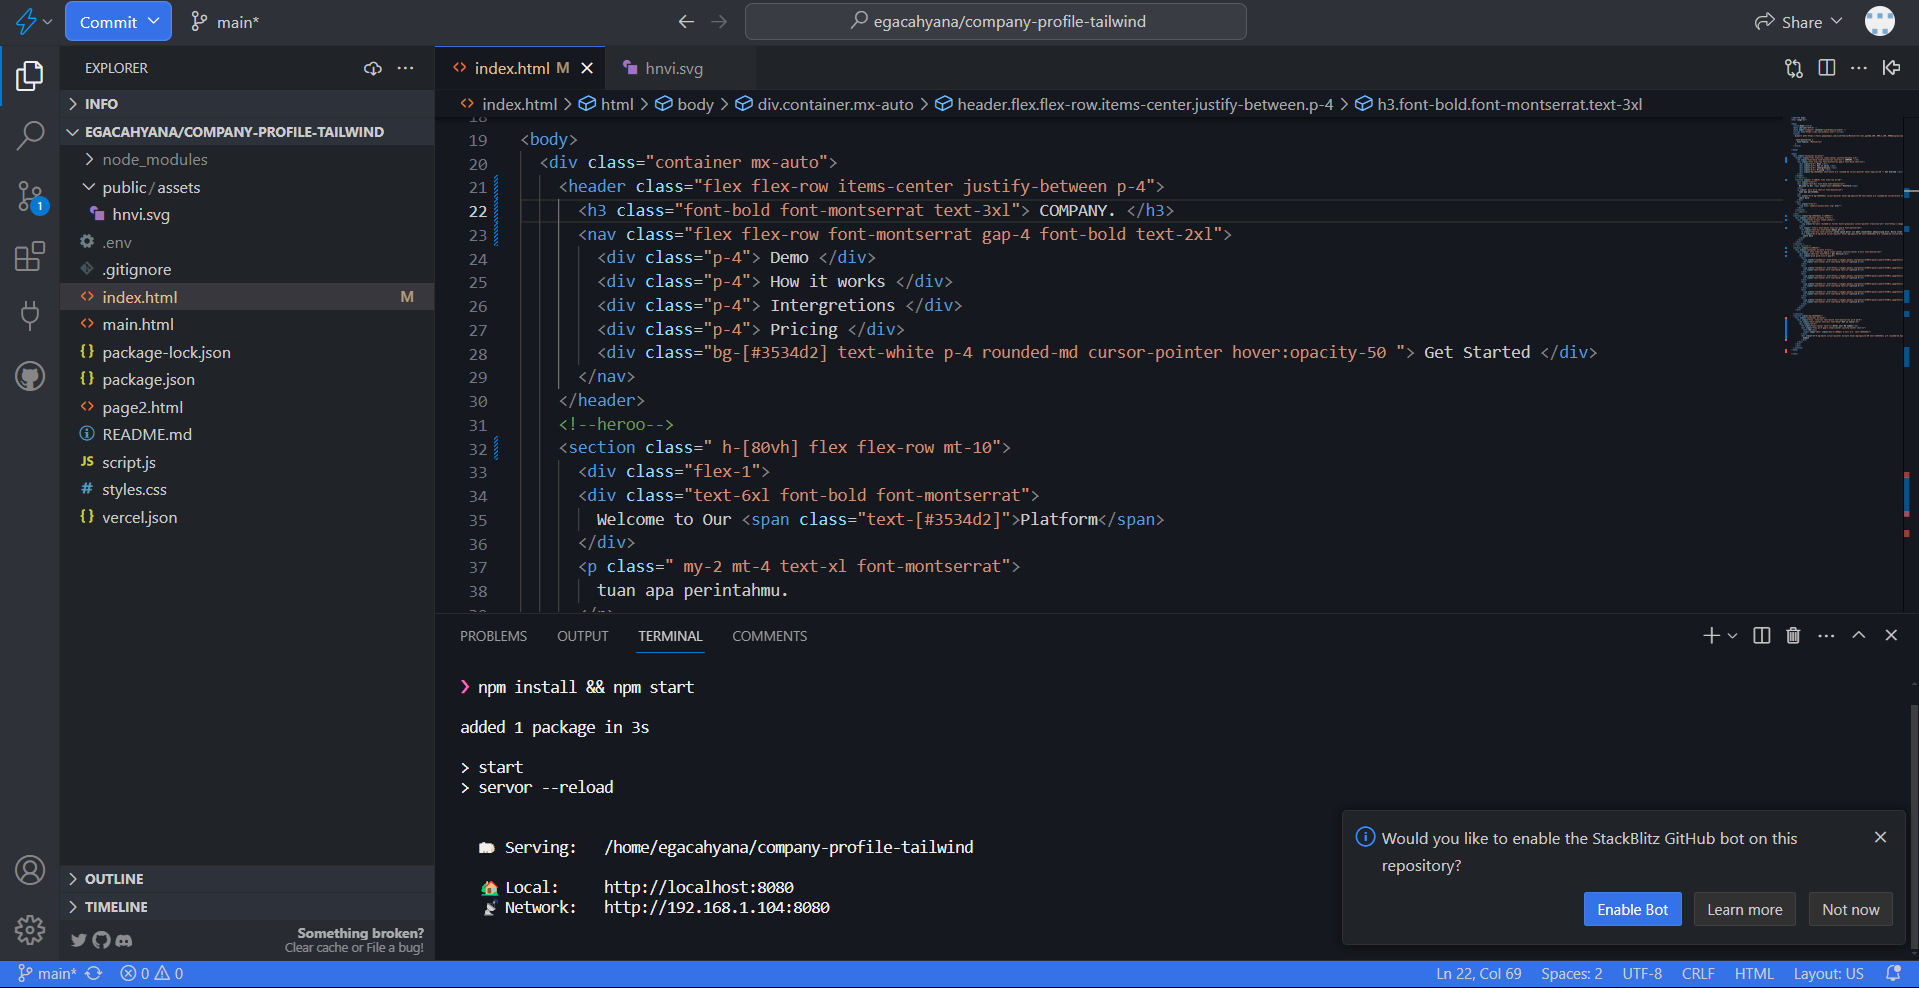 Commit
main*
egacahyana/company-profile-tailwind
Share
EXPLORER
INFO
EGACAHYANA/COMPANY-PROFILE-TAILWIND
node_modules
public/assets
hnvi.svg
.env
.gitignore
index.html M
main.html
package-lock.json
package.json
page2.html
README.md
script.js
styles.css
vercel.json
1
OUTLINE
TIMELINE
Something broken?
Clear cache or File a bug!
index.html M
hnvi.svg
index.html > html > body > div.container.mx-auto > header.flex.flex-row.items-center.justify-between.p-4 > h3.font-bold.font-montserrat.text-3xl
18
19 <body>
20 <div class="container mx-auto">
21 <header class="flex flex-row items-center justify-between p-4">
22 <h3 class="font-bold font-montserrat text-3xl"> COMPANY. </h3>
23 <nav class="flex flex-row font-montserrat gap-4 font-bold text-2xl">
24 <div class="p-4"> Demo </div>
25 <div class="p-4"> How it works </div>
26 <div class="p-4"> Intergretions </div>
27 <div class="p-4"> Pricing </div>
28 <div class="bg-[#3534d2] text-white p-4 rounded-md cursor-pointer hover:opacity-50 "> Get Started </div>
29 </nav>
30 </header>
31 <!--heroo-->
32 <section class=" h-[80vh] flex flex-row mt-10">
33 <div class="flex-1">
34 <div class="text-6xl font-bold font-montserrat">
35 Welcome to Our <span class="text-[#3534d2]">Platform</span>
36 </div>
37 <p class=" my-2 mt-4 text-xl font-montserrat">
38 tuan apa perintahmu.
39 </p>
PROBLEMS
OUTPUT
TERMINAL
COMMENTS
❯ npm install && npm start
added 1 package in 3s
> start
> servor --reload
Serving: /home/egacahyana/company-profile-tailwind
Local: http://localhost:8080
Network: http://192.168.1.104:8080
Would you like to enable the StackBlitz GitHub bot on this
repository?
Enable Bot
Learn more
Not now
main*
0
0
Ln 22, Col 69
Spaces: 2
UTF-8
CRLF
HTML
Layout: US